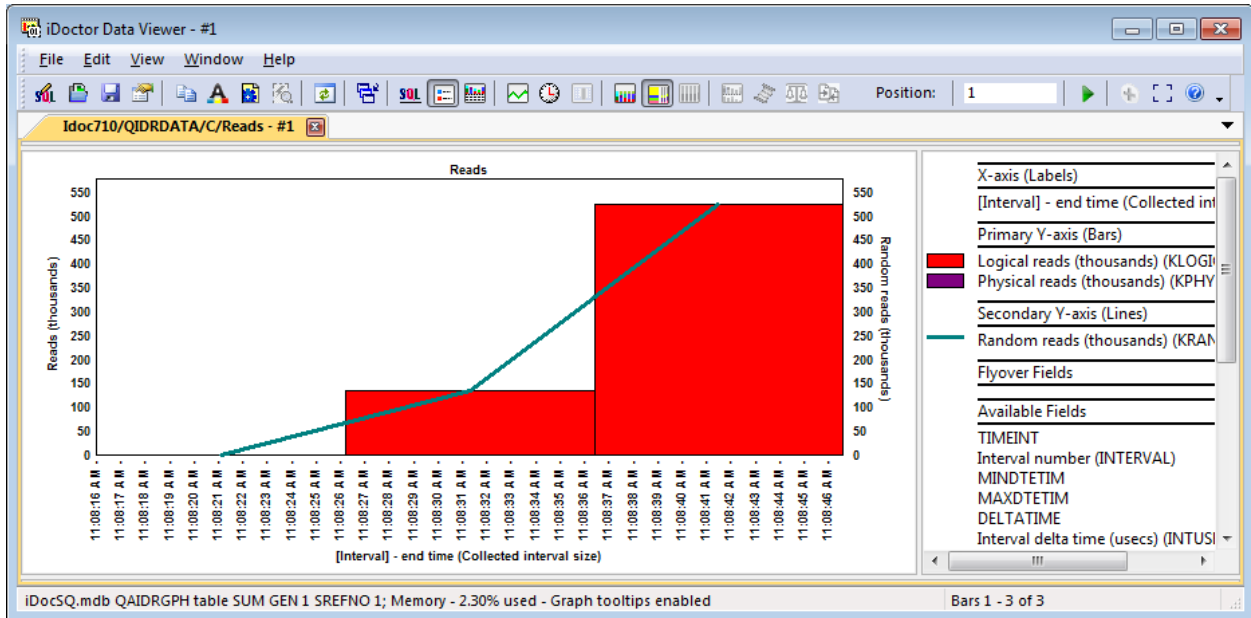 iDoctor Data Viewer - #1
File Edit View Window Help
SQL Position: 1
Idoc710/QIDRDATA/C/Reads - #1
Reads
550 550
500 500
450 450
400 400
350 350
300 300
250 250
200 200
150 150
100 100
50 50
0 0
Reads (thousands)
Random reads (thousands)
11:08:16 AM -
11:08:17 AM -
11:08:18 AM -
11:08:19 AM -
11:08:20 AM -
11:08:21 AM -
11:08:22 AM -
11:08:23 AM -
11:08:24 AM -
11:08:25 AM -
11:08:26 AM -
11:08:27 AM -
11:08:28 AM -
11:08:29 AM -
11:08:30 AM -
11:08:31 AM -
11:08:32 AM -
11:08:33 AM -
11:08:34 AM -
11:08:35 AM -
11:08:36 AM -
11:08:37 AM -
11:08:38 AM -
11:08:39 AM -
11:08:40 AM -
11:08:41 AM -
11:08:42 AM -
11:08:43 AM -
11:08:44 AM -
11:08:45 AM -
11:08:46 AM -
[Interval] - end time (Collected interval size)
X-axis (Labels)
[Interval] - end time (Collected int
Primary Y-axis (Bars)
Logical reads (thousands) (KLOGI
Physical reads (thousands) (KPHY
Secondary Y-axis (Lines)
Random reads (thousands) (KRAN
Flyover Fields
Available Fields
TIMEINT
Interval number (INTERVAL)
MINDTETIM
MAXDTETIM
DELTATIME
Interval delta time (usecs) (INTUS
iDocSQ.mdb QAIDRGPH table SUM GEN 1 SREFNO 1; Memory - 2.30% used - Graph tooltips enabled
Bars 1 - 3 of 3